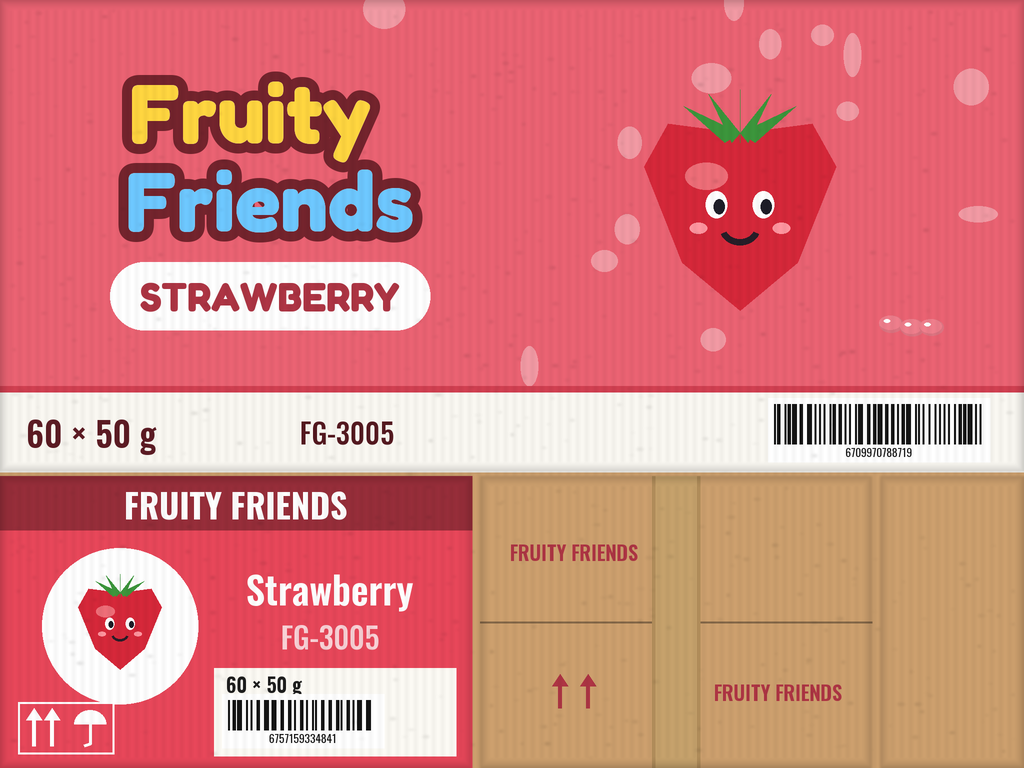 Fruity
Friends
STRAWBERRY
60 × 50 g
FG-3005
6709970788719
FRUITY FRIENDS
Strawberry
FG-3005
60 × 50 g
6757159334841
FRUITY FRIENDS
FRUITY FRIENDS